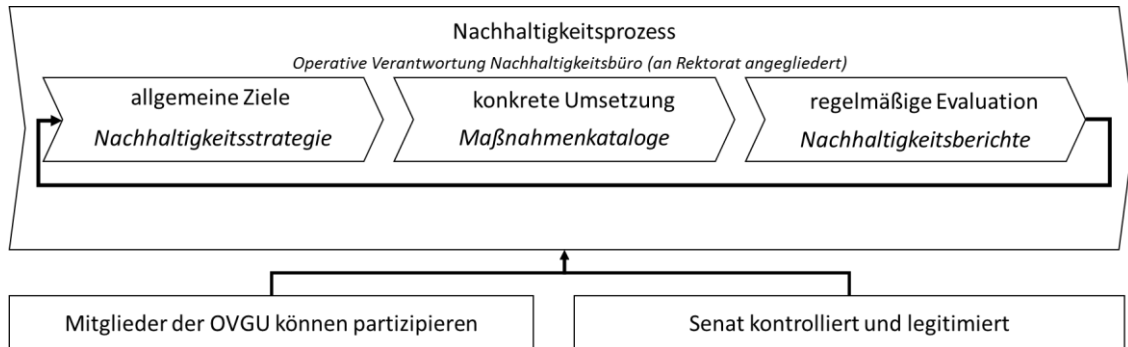 Nachhaltigkeitsprozess
Operative Verantwortung Nachhaltigkeitsbüro (an Rektorat angegliedert)
allgemeine Ziele
Nachhaltigkeitsstrategie
konkrete Umsetzung
Maßnahmenkataloge
regelmäßige Evaluation
Nachhaltigkeitsberichte
Mitglieder der OVGU können partizipieren
Senat kontrolliert und legitimiert